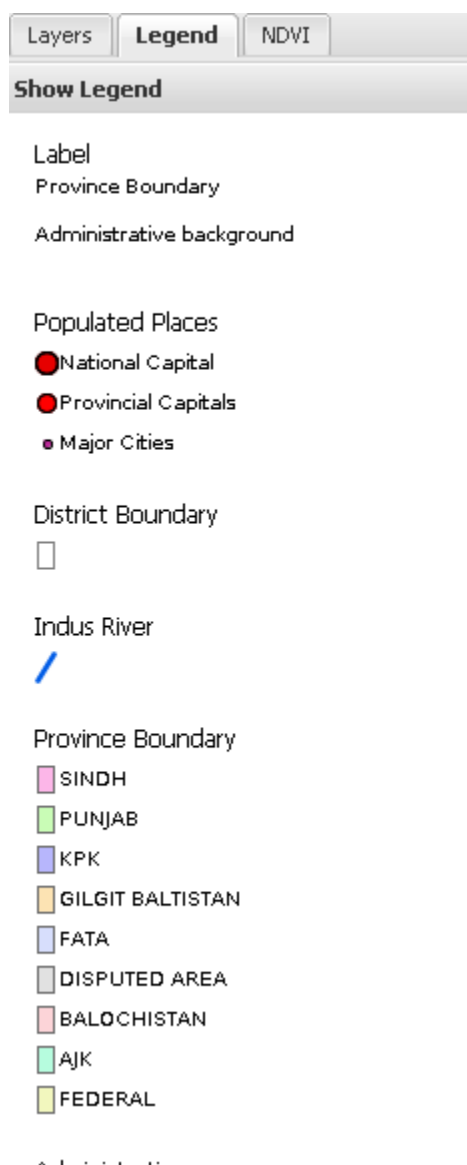 Layers Legend NDVI
Show Legend
Label
Province Boundary
Administrative background
Populated Places
National Capital
Provincial Capitals
Major Cities
District Boundary
Indus River
Province Boundary
SINDH
PUNJAB
KPK
GILGIT BALTISTAN
FATA
DISPUTED AREA
BALOCHISTAN
AJK
FEDERAL